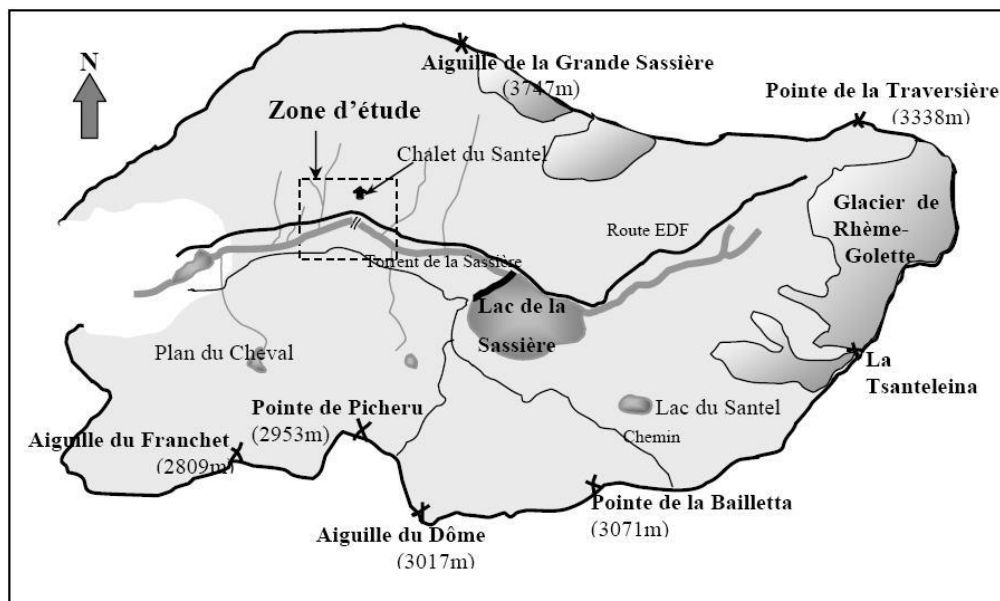 N
Aiguille de la Grande Sassière
(3747m)
Pointe de la Traversière
(3338m)
Zone d'étude
Chalet du Santel
Glacier de
Rhème-
Golette
Route EDF
Torrent de la Sassière
Lac de la
Sassière
Plan du Cheval
La
Tsanteleina
Pointe de Picheru
(2953m)
Lac du Santel
Aiguille du Franchet
(2809m)
Chemin
Pointe de la Bailletta
(3071m)
Aiguille du Dôme
(3017m)